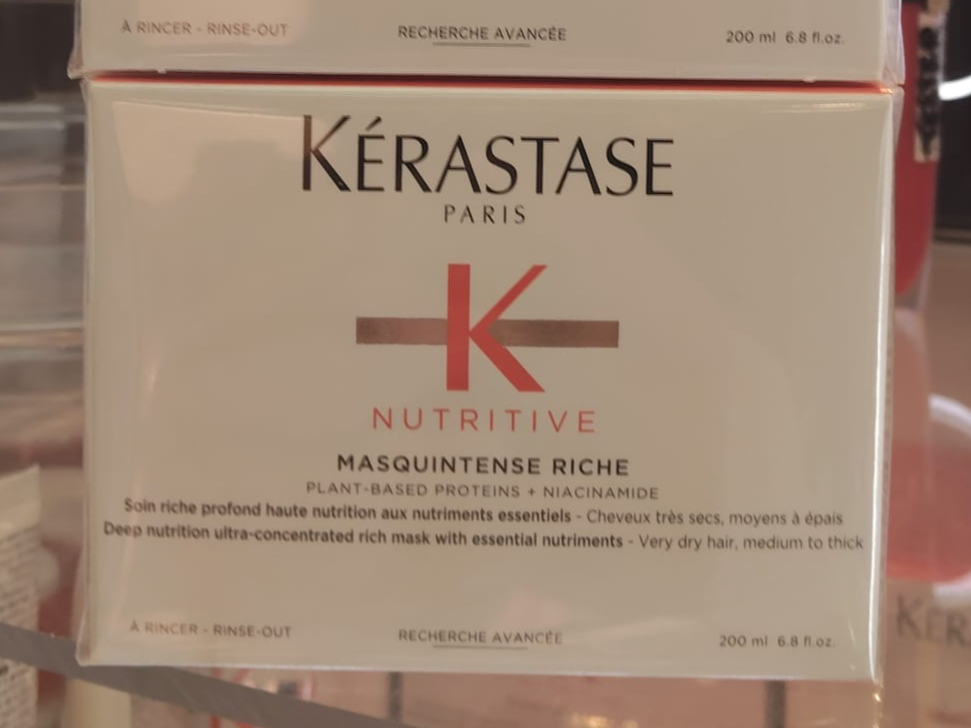 À RINCER - RINSE-OUT RECHERCHE AVANCÉE 200 ml 6.8 fl.oz.
KÉRASTASE
PARIS
K
NUTRITIVE
MASQUINTENSE RICHE
PLANT-BASED PROTEINS + NIACINAMIDE
Soin riche profond haute nutrition aux nutriments essentiels - Cheveux très secs, moyens à épais
Deep nutrition ultra-concentrated rich mask with essential nutriments - Very dry hair, medium to thick
À RINCER - RINSE-OUT RECHERCHE AVANCÉE 200 ml 6.8 fl.oz.
KÉR